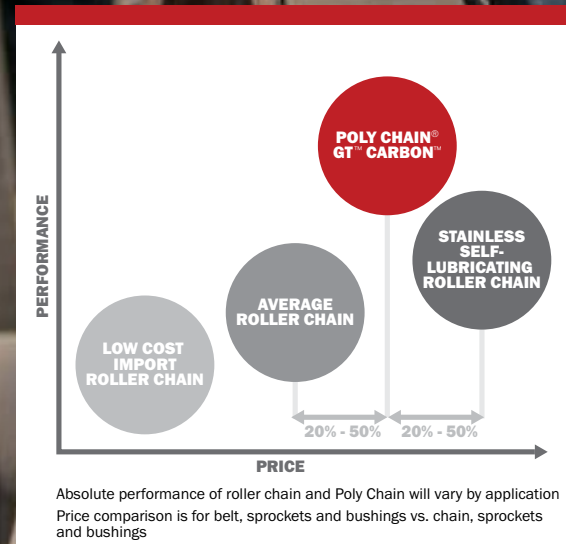 PERFORMANCE
POLY CHAIN®
GT™ CARBON™
STAINLESS
SELF-
LUBRICATING
ROLLER CHAIN
AVERAGE
ROLLER CHAIN
LOW COST
IMPORT
ROLLER CHAIN
20% - 50%
20% - 50%
PRICE
Absolute performance of roller chain and Poly Chain will vary by application
Price comparison is for belt, sprockets and bushings vs. chain, sprockets
and bushings